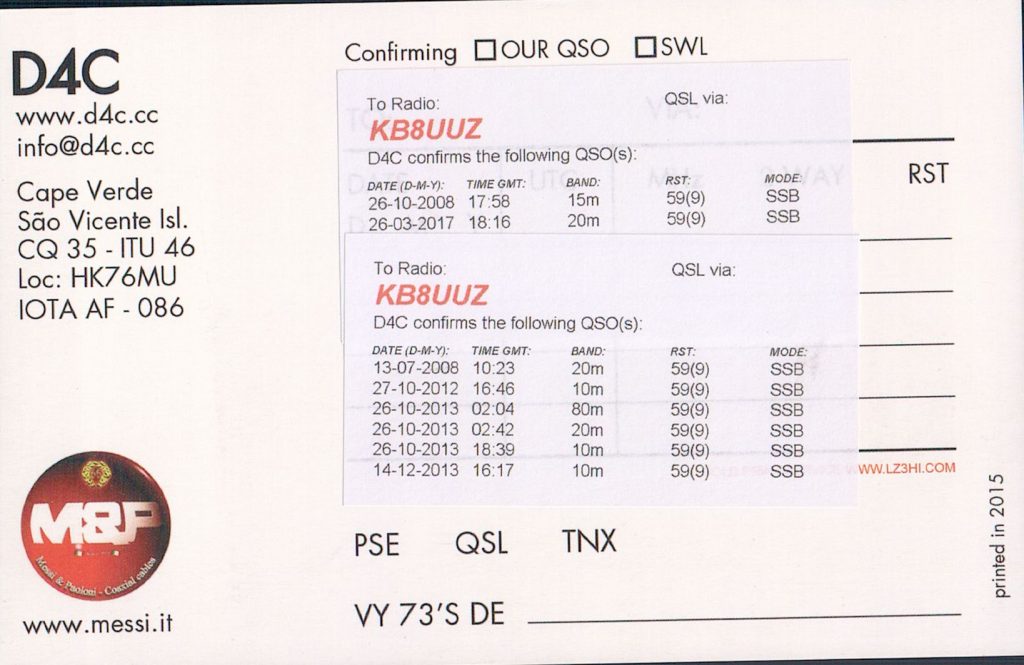 D4C
www.d4c.cc
info@d4c.cc
Cape Verde
São Vicente Isl.
CQ 35 - ITU 46
Loc: HK76MU
IOTA AF - 086
M&P
Messi & Paoloni - Coaxial cables
www.messi.it
Confirming □ OUR QSO □ SWL
To Radio: QSL via:
KB8UUZ
D4C confirms the following QSO(s):
DATE (D-M-Y): TIME GMT: BAND: RST: MODE:
26-10-2008 17:58 15m 59(9) SSB
26-03-2017 18:16 20m 59(9) SSB
RST
To Radio: QSL via:
KB8UUZ
D4C confirms the following QSO(s):
DATE (D-M-Y): TIME GMT: BAND: RST: MODE:
13-07-2008 10:23 20m 59(9) SSB
27-10-2012 16:46 10m 59(9) SSB
26-10-2013 02:04 80m 59(9) SSB
26-10-2013 02:42 20m 59(9) SSB
26-10-2013 18:39 10m 59(9) SSB
14-12-2013 16:17 10m 59(9) SSB
WWW.LZ3HI.COM
PSE QSL TNX
VY 73'S DE
printed in 2015